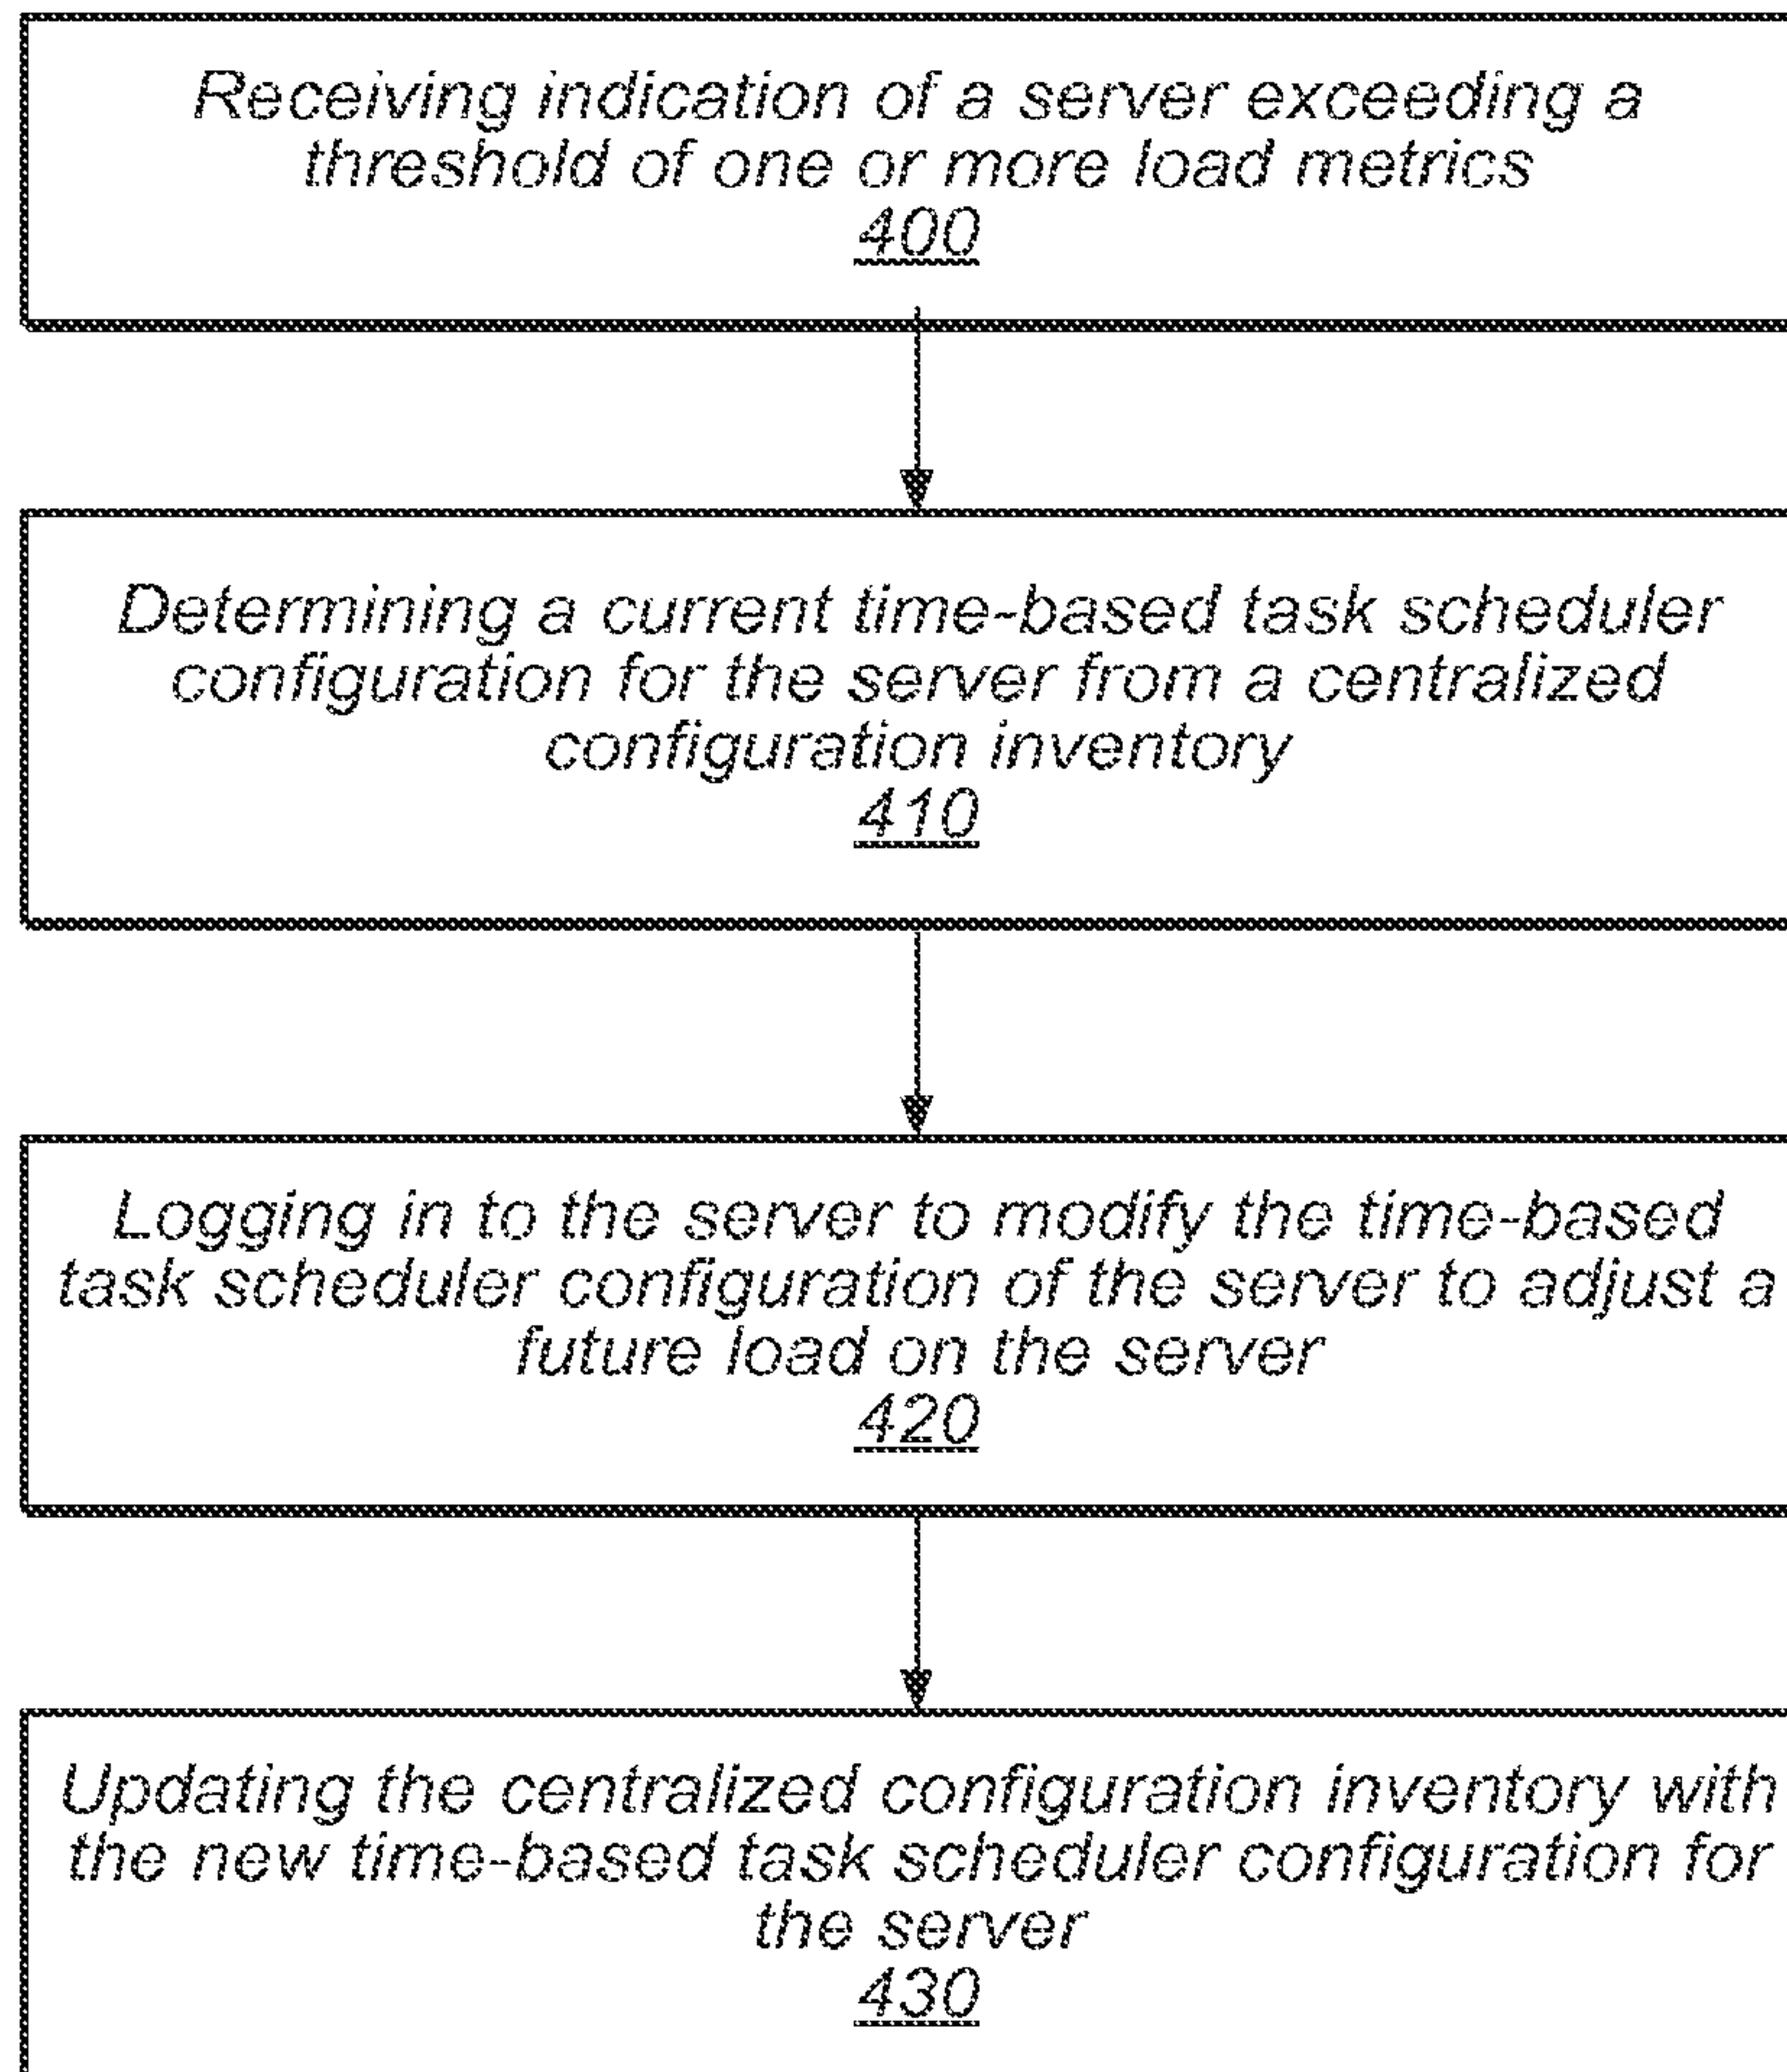 Receiving indication of a server exceeding a
threshold of one or more load metrics
400
Determining a current time-based task scheduler
configuration for the server from a centralized
configuration inventory
410
Logging in to the server to modify the time-based
task scheduler configuration of the server to adjust a
future load on the server
420
Updating the centralized configuration inventory with
the new time-based task scheduler configuration for
the server
430